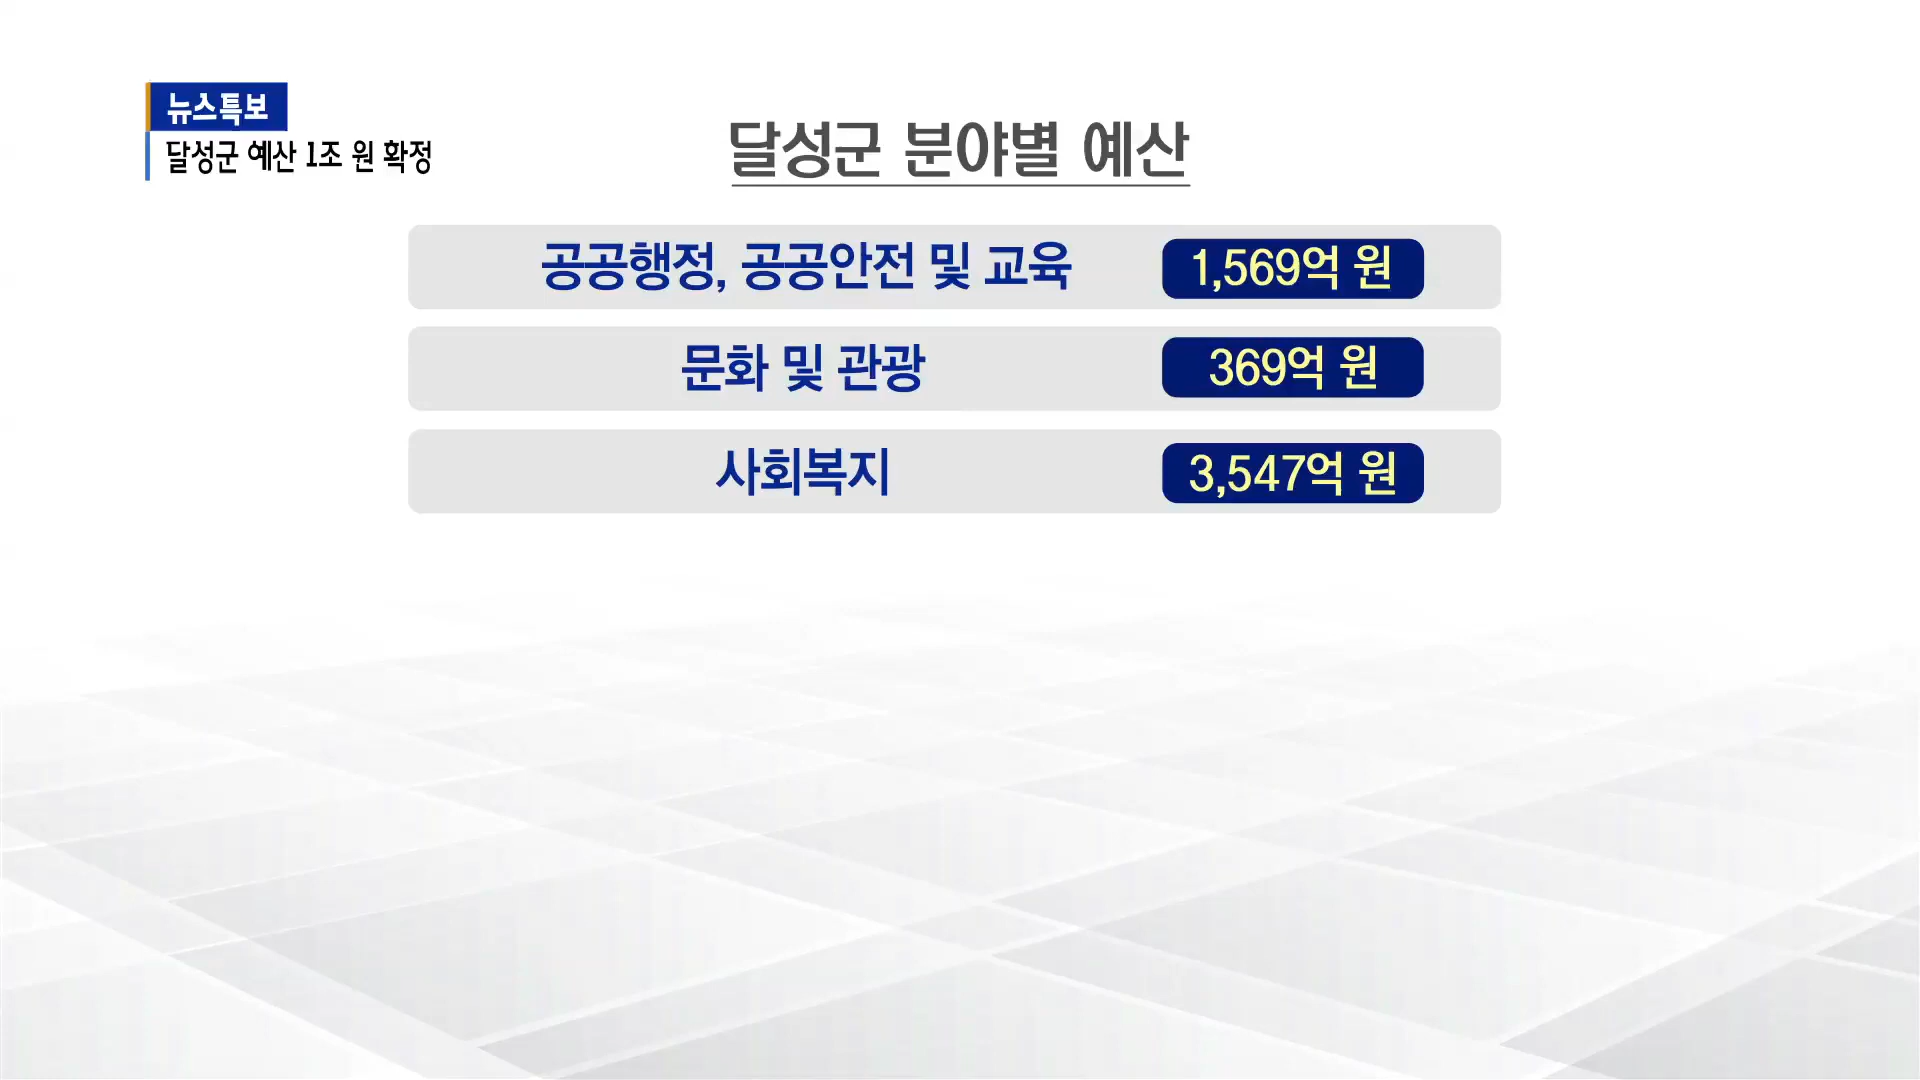 뉴스특보
달성군 예산 1조 원 확정
달성군 분야별 예산
공공행정, 공공안전 및 교육 1,569억 원
문화 및 관광 369억 원
사회복지 3,547억 원